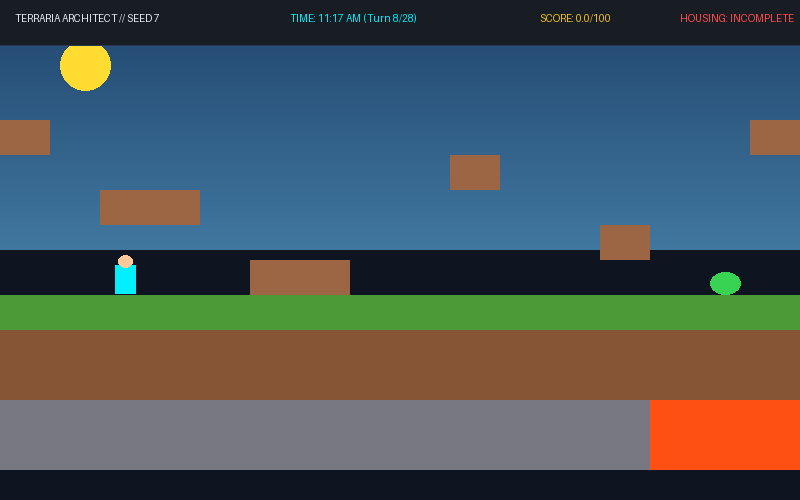 TERRARIA ARCHITECT // SEED 7
TIME: 11:17 AM (Turn 8/28)
SCORE: 0.0/100
HOUSING: INCOMPLETE